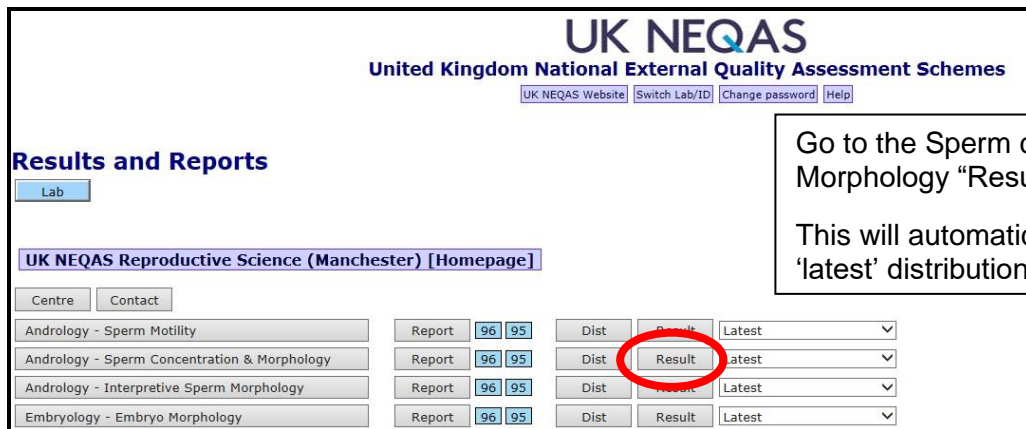 UK NEQAS
United Kingdom National External Quality Assessment Schemes
UK NEQAS Website Switch Lab/ID Change password Help
Results and Reports
Lab
Go to the Sperm
Morphology “
This will
‘latest’ distribution
UK NEQAS Reproductive Science (Manchester) [Homepage]
Centre Contact
Andrology - Sperm Motility Report 96 95 Dist Result Latest
Andrology - Sperm Concentration & Morphology Report 96 95 Dist Result Latest
Andrology - Interpretive Sperm Morphology Report 96 95 Dist Result Latest
Embryology - Embryo Morphology Report 96 95 Dist Result Latest